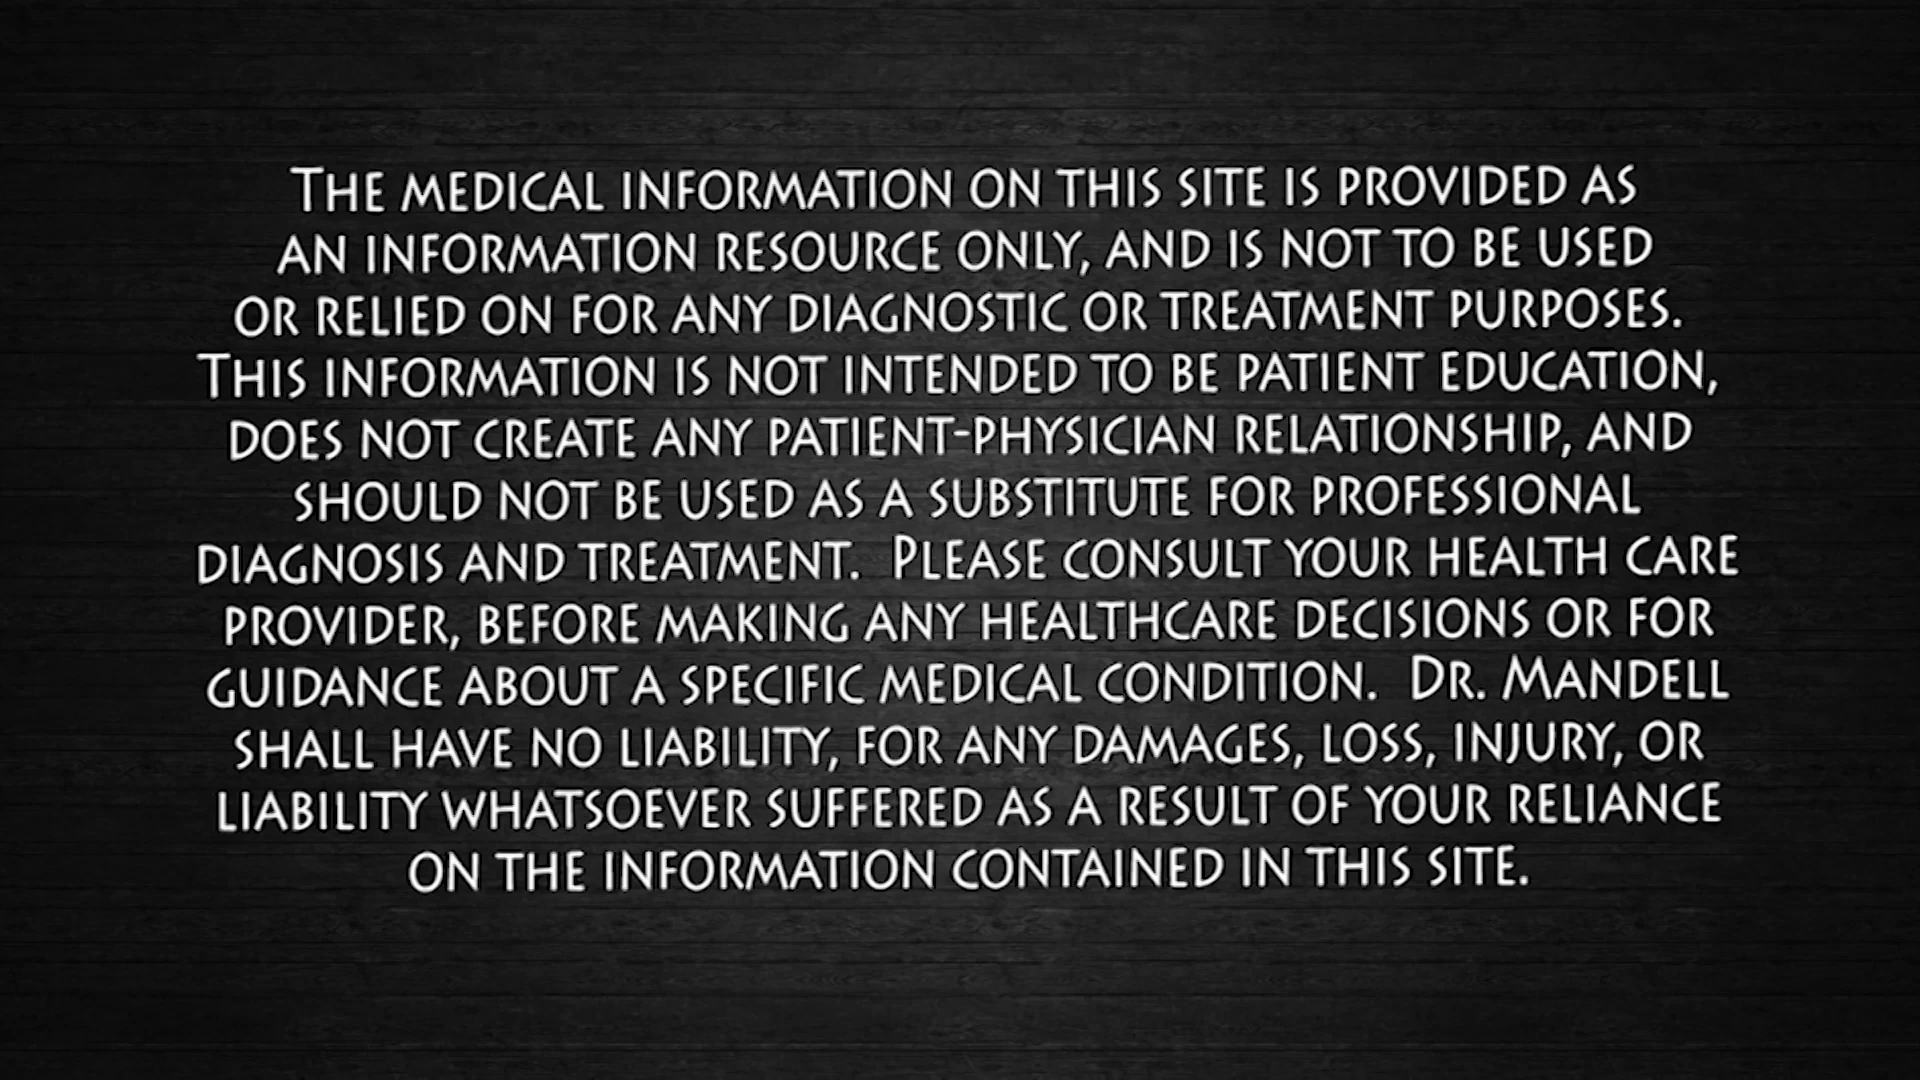 The medical information on this site is provided as
an information resource only, and is not to be used
or relied on for any diagnostic or treatment purposes.
This information is not intended to be patient education,
does not create any patient-physician relationship, and
should not be used as a substitute for professional
diagnosis and treatment.  Please consult your health care
provider, before making any healthcare decisions or for
guidance about a specific medical condition.  Dr. Mandell
shall have no liability, for any damages, loss, injury, or
liability whatsoever suffered as a result of your reliance
on the information contained in this site.